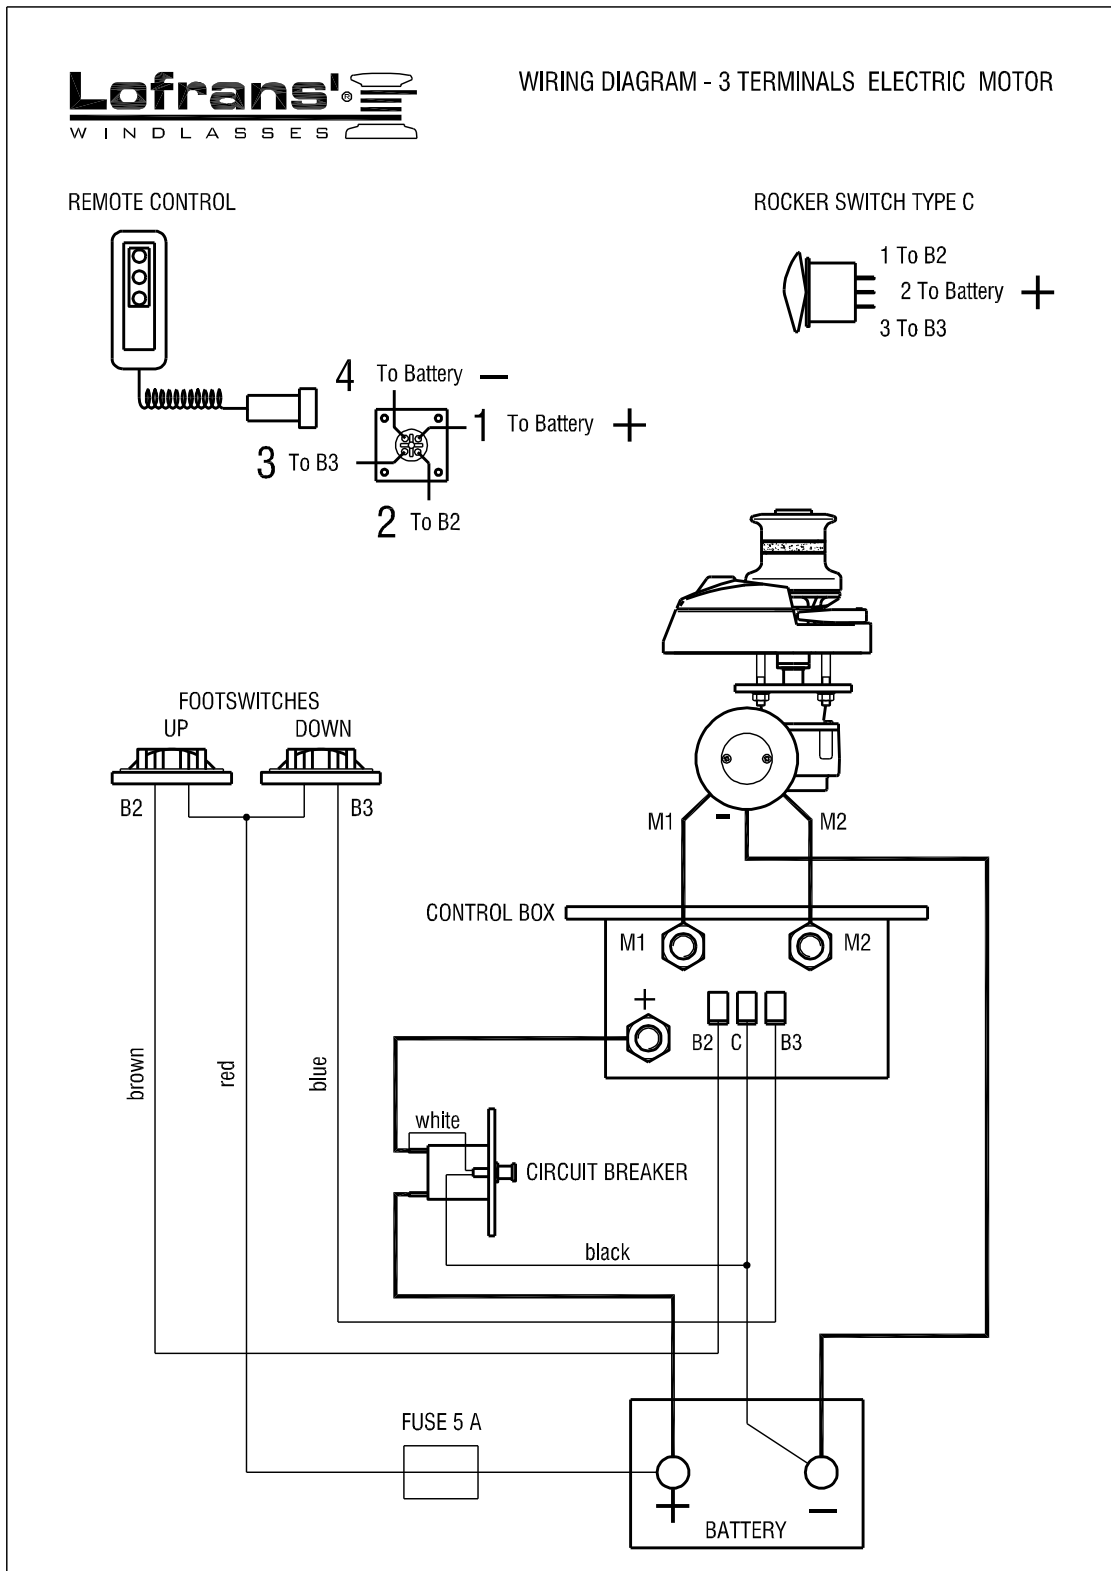 Lofrans'®
WINDLASSES
WIRING DIAGRAM - 3 TERMINALS ELECTRIC MOTOR
REMOTE CONTROL
ROCKER SWITCH TYPE C
1 To B2
2 To Battery +
3 To B3
4 To Battery -
1 To Battery +
3 To B3
2 To B2
FOOTSWITCHES
UP DOWN
B2 B3
M1 - M2
CONTROL BOX
M1 M2
+
B2 C B3
brown
red
blue
white
CIRCUIT BREAKER
black
FUSE 5 A
+ -
BATTERY